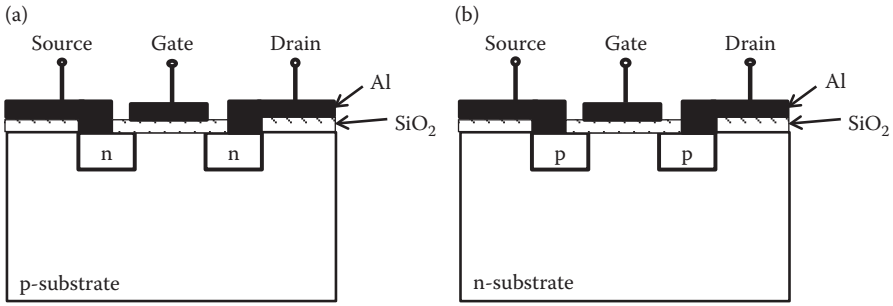 (a)
Source Gate Drain
Al
SiO₂
n n
p-substrate
(b)
Source Gate Drain
Al
SiO₂
p p
n-substrate